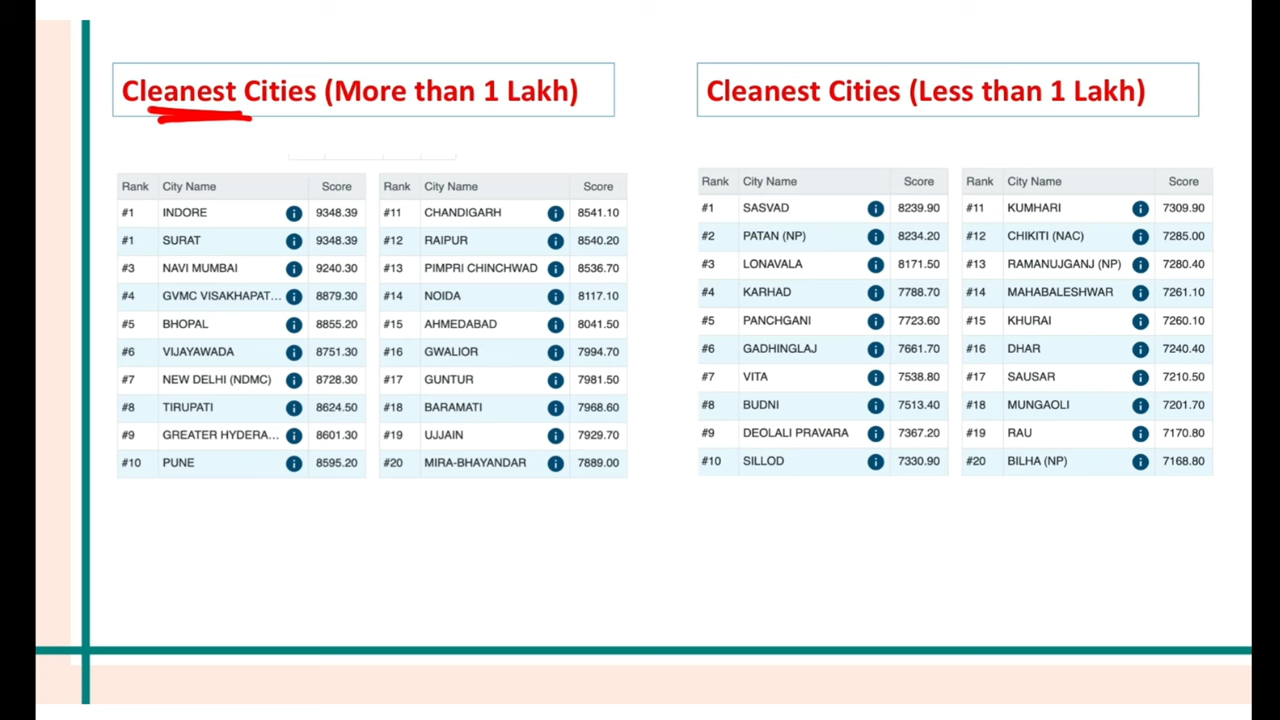 Cleanest Cities (More than 1 Lakh)
Rank City Name Score
#1 INDORE 9348.39
#1 SURAT 9348.39
#3 NAVI MUMBAI 9240.30
#4 GVMC VISAKHAPAT... 8879.30
#5 BHOPAL 8855.20
#6 VIJAYAWADA 8751.30
#7 NEW DELHI (NDMC) 8728.30
#8 TIRUPATI 8624.50
#9 GREATER HYDERA... 8601.30
#10 PUNE 8595.20
Rank City Name Score
#11 CHANDIGARH 8541.10
#12 RAIPUR 8540.20
#13 PIMPRI CHINCHWAD 8536.70
#14 NOIDA 8117.10
#15 AHMEDABAD 8041.50
#16 GWALIOR 7994.70
#17 GUNTUR 7981.50
#18 BARAMATI 7968.60
#19 UJJAIN 7929.70
#20 MIRA-BHAYANDAR 7889.00
Cleanest Cities (Less than 1 Lakh)
Rank City Name Score
#1 SASVAD 8239.90
#2 PATAN (NP) 8234.20
#3 LONAVALA 8171.50
#4 KARHAD 7788.70
#5 PANCHGANI 7723.60
#6 GADHINGLAJ 7661.70
#7 VITA 7538.80
#8 BUDNI 7513.40
#9 DEOLALI PRAVARA 7367.20
#10 SILLOD 7330.90
Rank City Name Score
#11 KUMHARI 7309.90
#12 CHIKITI (NAC) 7285.00
#13 RAMANUJGANJ (NP) 7280.40
#14 MAHABALESHWAR 7261.10
#15 KHURAI 7260.10
#16 DHAR 7240.40
#17 SAUSAR 7210.50
#18 MUNGAOLI 7201.70
#19 RAU 7170.80
#20 BILHA (NP) 7168.80